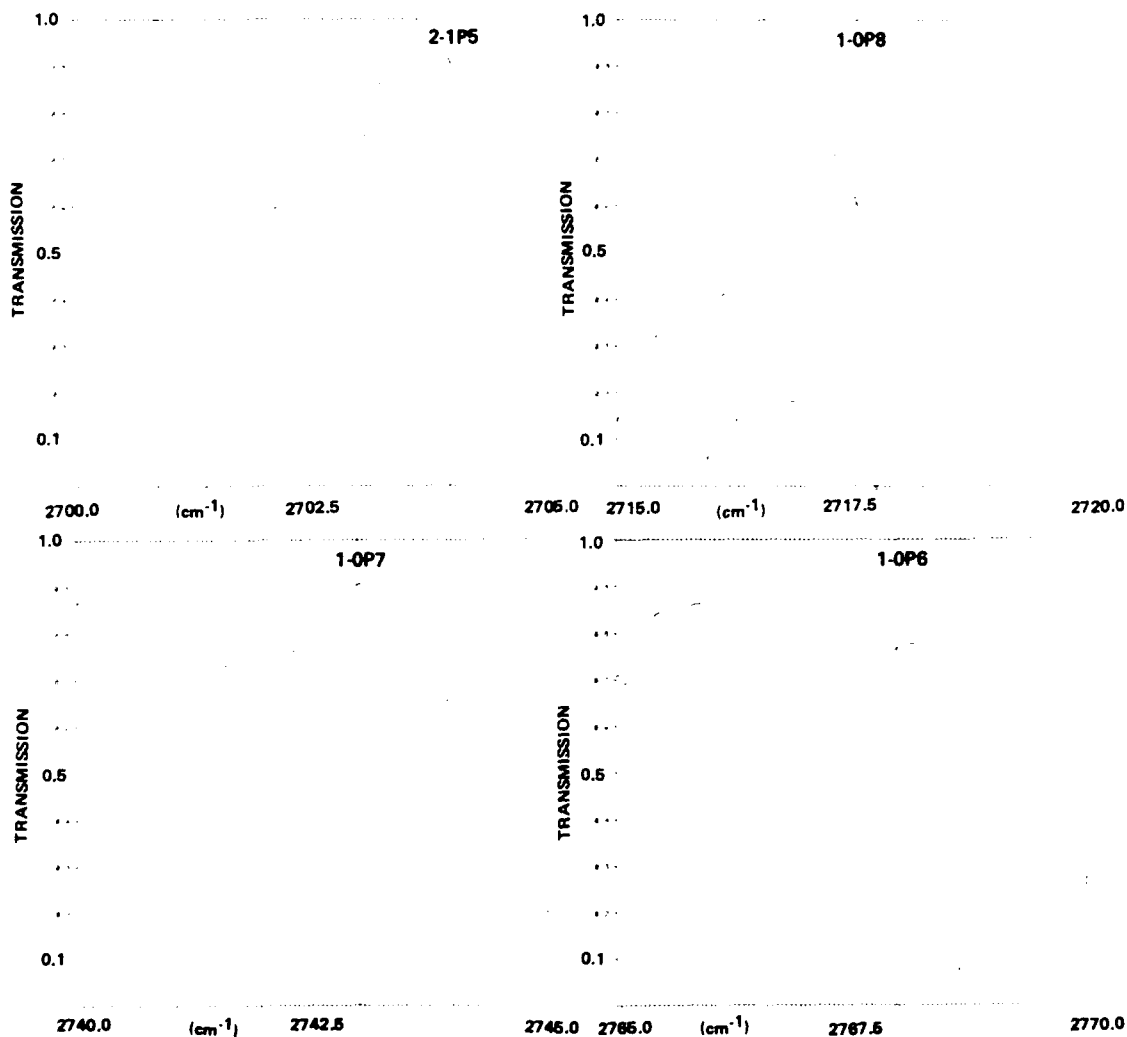 1.0
2-1P5
TRANSMISSION
0.5
0.1
2700.0 (cm-1) 2702.5 2705.0
1.0
1-0P8
TRANSMISSION
0.5
0.1
2715.0 (cm-1) 2717.5 2720.0
1.0
1-0P7
TRANSMISSION
0.5
0.1
2740.0 (cm-1) 2742.5 2745.0
1.0
1-0P6
TRANSMISSION
0.5
0.1
2765.0 (cm-1) 2767.5 2770.0